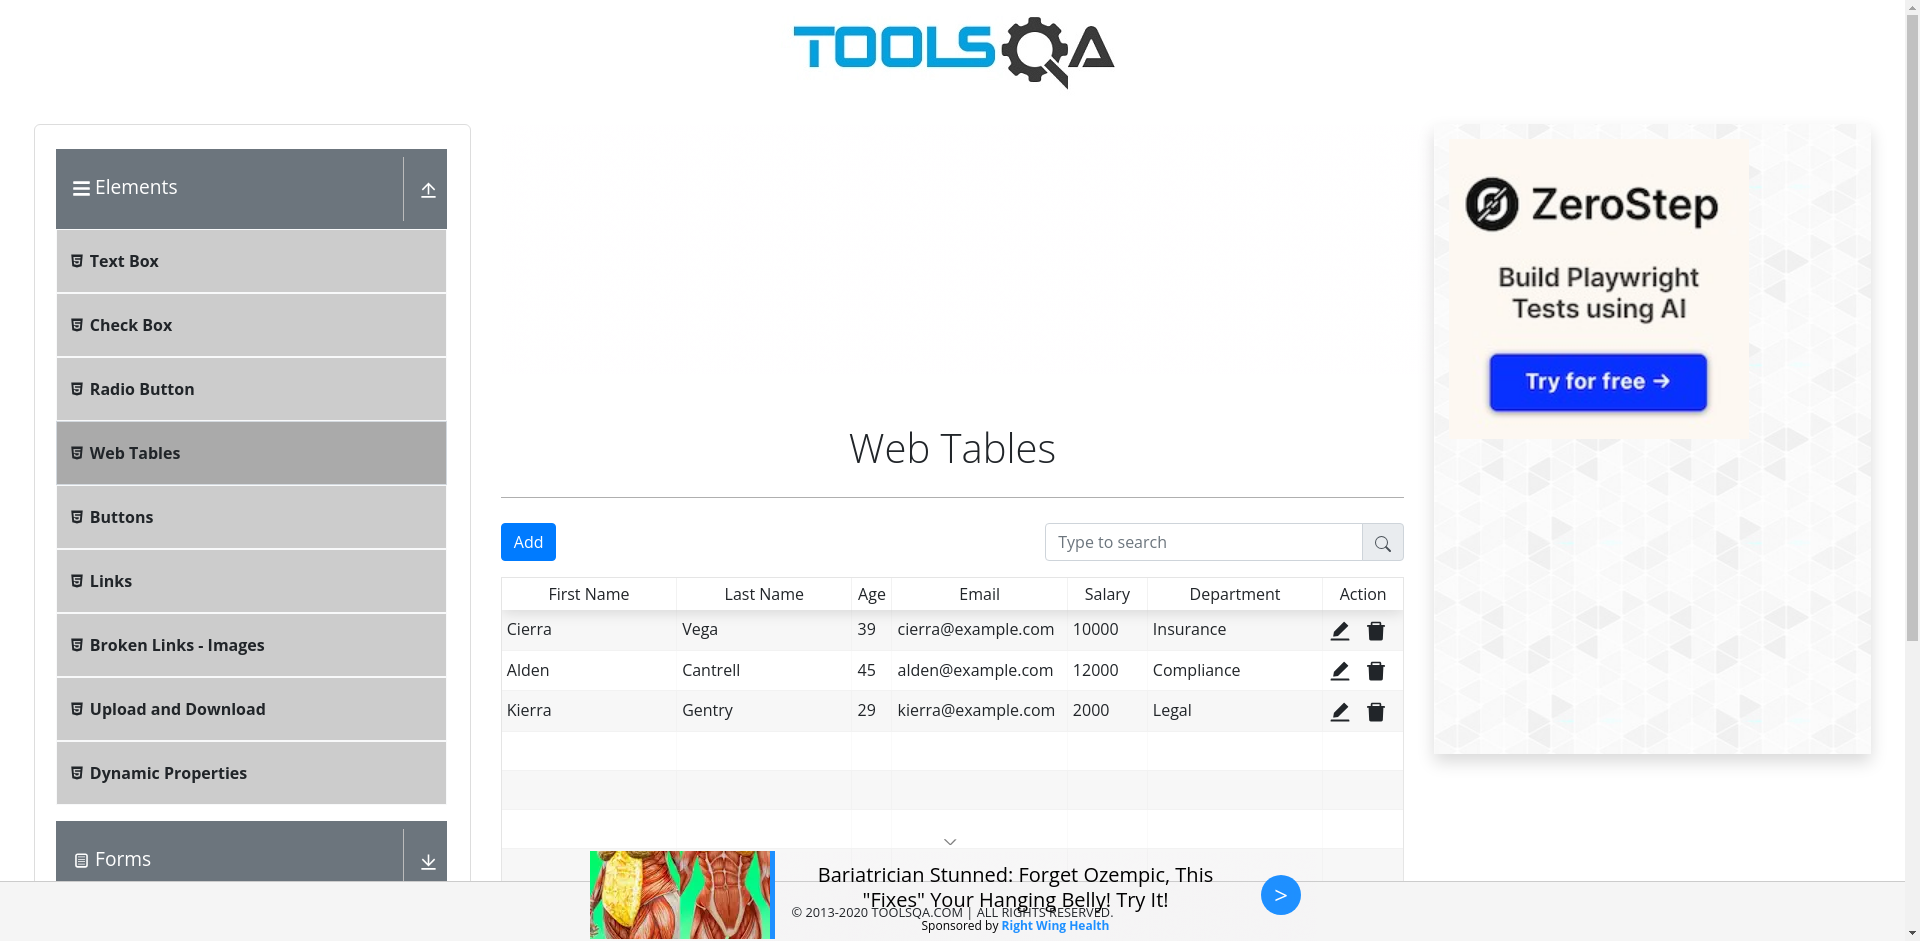 TOOLSQA
Elements
Text Box
Check Box
Radio Button
Web Tables
Buttons
Links
Broken Links - Images
Upload and Download
Dynamic Properties
Forms
Web Tables
Add
Type to search
First Name Last Name Age Email Salary Department Action
Cierra Vega 39 cierra@example.com 10000 Insurance
Alden Cantrell 45 alden@example.com 12000 Compliance
Kierra Gentry 29 kierra@example.com 2000 Legal
ZeroStep
Build Playwright
Tests using AI
Try for free →
Bariatrician Stunned: Forget Ozempic, This
"Fixes" Your Hanging Belly! Try It!
© 2013-2020 TOOLSQA.COM | ALL RIGHTS RESERVED.
Sponsored by Right Wing Health
>